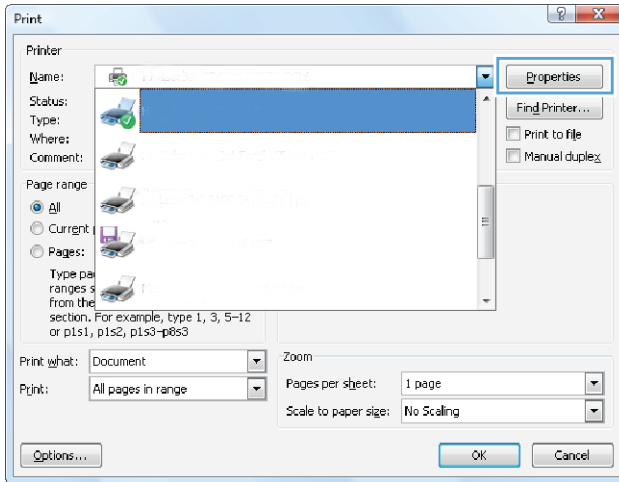 Print
Printer
Name:
Properties
Status:
Find Printer...
Type:
Where:
Print to file
Comment:
Manual duplex
Page range
All
Current
Pages:
Type
ranges
from the
section. For example, type 1, 3, 5–12
or p1s1, p1s2, p1s3–p8s3
Print what: Document
Print: All pages in range
Zoom
Pages per sheet: 1 page
Scale to paper size: No Scaling
Options...
OK Cancel